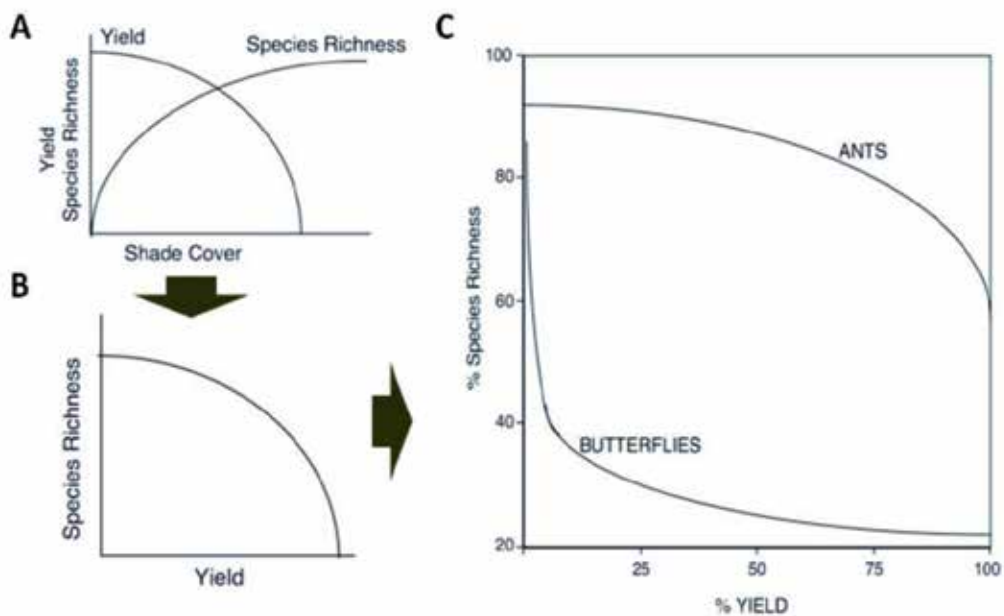 A
Yield
Species Richness
Yield
Species Richness
Shade Cover
B
Species Richness
Yield
C
100
80
60
40
20
% Species Richness
ANTS
BUTTERFLIES
25
50
75
100
% YIELD